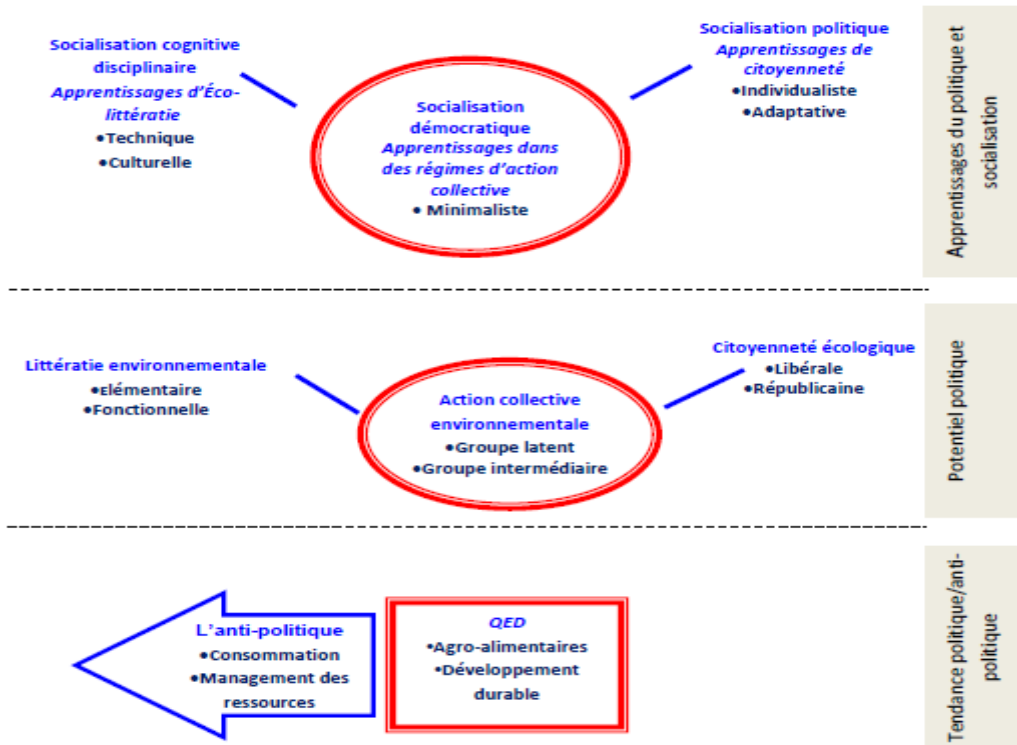 Socialisation cognitive
disciplinaire
Apprentissages d'Éco-
littératie
•Technique
•Culturelle
Socialisation
démocratique
Apprentissages dans
des régimes d'action
collective
• Minimaliste
Socialisation politique
Apprentissages de
citoyenneté
•Individualiste
•Adaptative
Apprentissages du politique et
socialisation
Littératie environnementale
•Elémentaire
•Fonctionnelle
Action collective
environnementale
•Groupe latent
•Groupe intermédiaire
Citoyenneté écologique
•Libérale
•Républicaine
Potentiel politique
L'anti-politique
•Consommation
•Management des
ressources
QED
•Agro-alimentaires
•Développement
durable
Tendance politique/anti-
politique